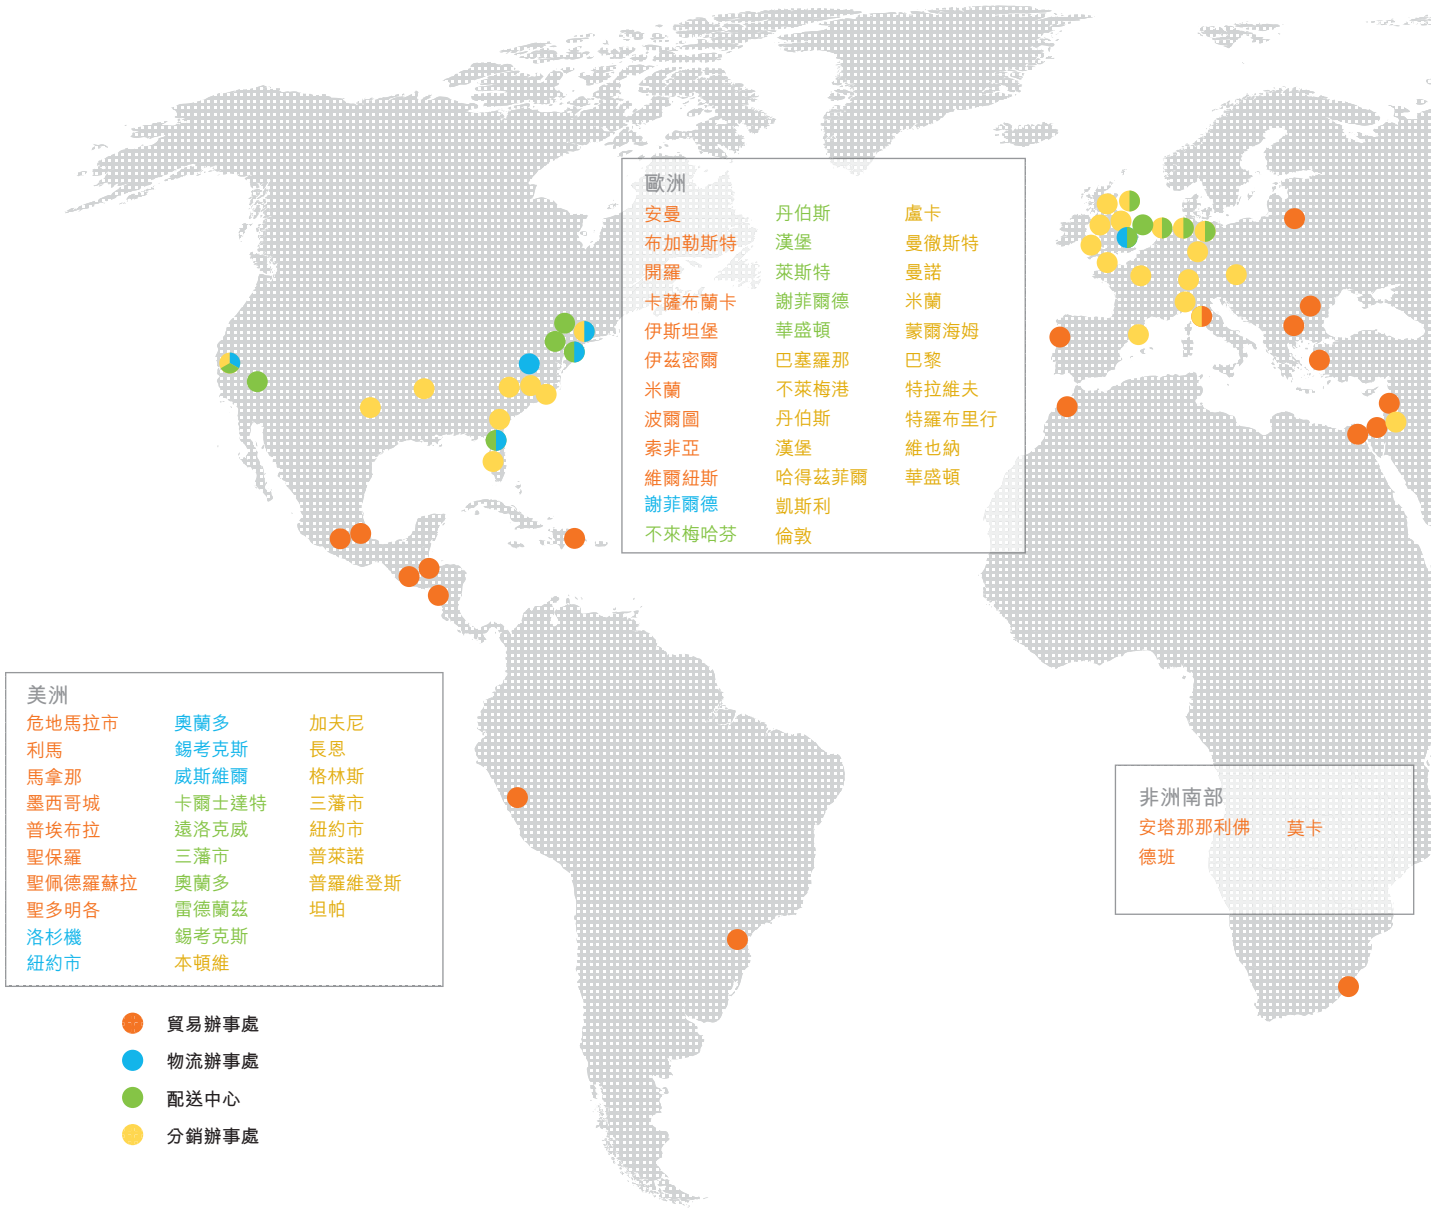 歐洲
安曼
布加勒斯特
開羅
卡薩布蘭卡
伊斯坦堡
伊茲密爾
米蘭
波爾圖
索非亞
維爾紐斯
謝菲爾德
不來梅哈芬
丹伯斯
漢堡
萊斯特
謝菲爾德
華盛頓
巴塞羅那
不萊梅港
丹伯斯
漢堡
哈得茲菲爾
凱斯利
倫敦
盧卡
曼徹斯特
曼諾
米蘭
蒙爾海姆
巴黎
特拉維夫
特羅布里行
維也納
華盛頓
美洲
危地馬拉市
利馬
馬拿那
墨西哥城
普埃布拉
聖保羅
聖佩德羅蘇拉
聖多明各
洛杉機
紐約市
奧蘭多
錫考克斯
威斯維爾
卡爾士達特
遠洛克威
三藩市
奧蘭多
雷德蘭茲
錫考克斯
本頓維
加夫尼
長恩
格林斯
三藩市
紐約市
普萊諾
普羅維登斯
坦帕
非洲南部
安塔那那利佛
德班
莫卡
貿易辦事處
物流辦事處
配送中心
分銷辦事處